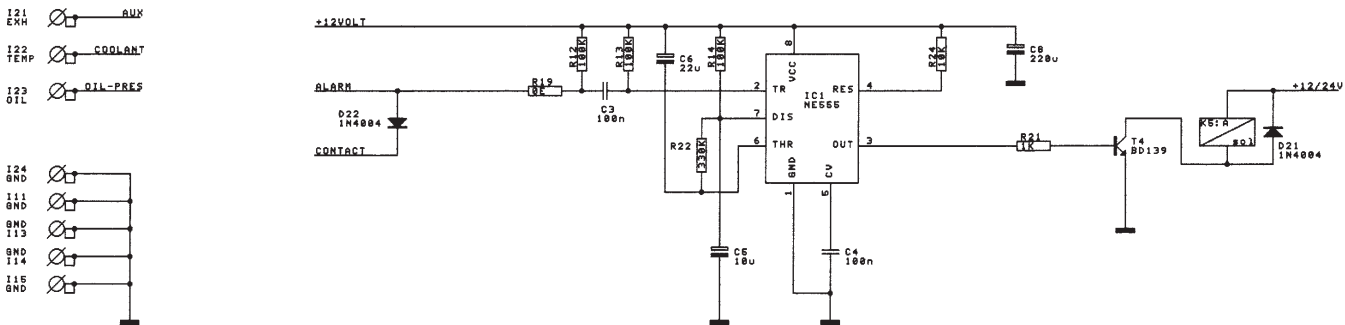 I21
EXH
AUX
I22
TEMP
COOLANT
I23
OIL
OIL-PRES
I24
GND
I11
GND
GND
I13
GND
I14
I15
GND
+12VOLT
ALARM
D22
1N4004
CONTACT
R19
0E
R12
100K
R13
100K
C3
100n
C6
22u
R14
100K
R22
330K
C5
10u
8
VCC
2
TR
IC1
NE555
RES
4
7
DIS
6
THR
OUT
3
GND
CV
1
5
C4
100n
R24
10K
C8
220u
R21
1K
T4
BD139
K5:A
sol
D21
1N4004
+12/24V